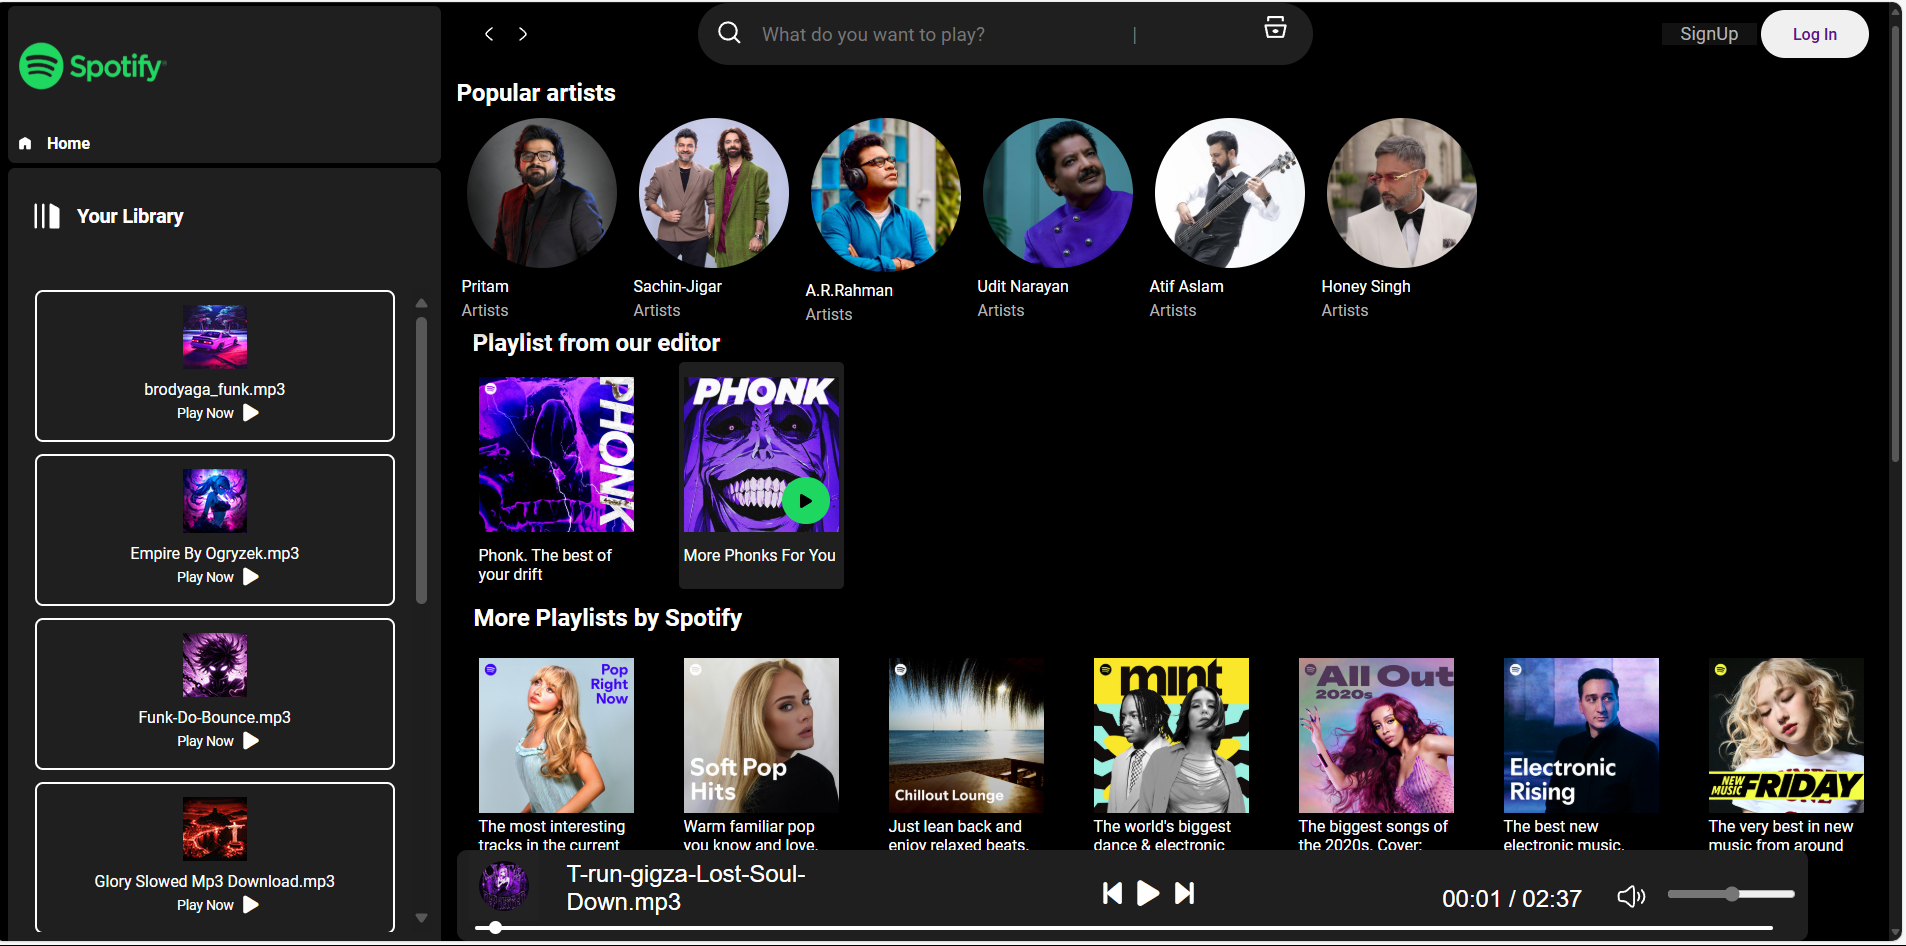 Spotify
Home
Your Library
brodyaga_funk.mp3
Play Now
Empire By Ogryzek.mp3
Play Now
Funk-Do-Bounce.mp3
Play Now
Glory Slowed Mp3 Download.mp3
Play Now
What do you want to play?
SignUp
Log In
Popular artists
Pritam
Artists
Sachin-Jigar
Artists
A.R.Rahman
Artists
Udit Narayan
Artists
Atif Aslam
Artists
Honey Singh
Artists
Playlist from our editor
PHONK
Phonk. The best of
your drift
PHONK
More Phonks For You
More Playlists by Spotify
Pop
Right
Now
The most interesting
tracks in the current
Soft Pop
Hits
Warm familiar pop
you know and love.
Chillout Lounge
Just lean back and
enjoy relaxed beats.
mint
The world's biggest
dance & electronic
All Out
2020s
The biggest songs of
the 2020s. Cover:
Electronic
Rising
The best new
electronic music.
NEW
MUSIC FRIDAY
The very best in new
music from around
T-run-gigza-Lost-Soul-
Down.mp3
00:01 / 02:37